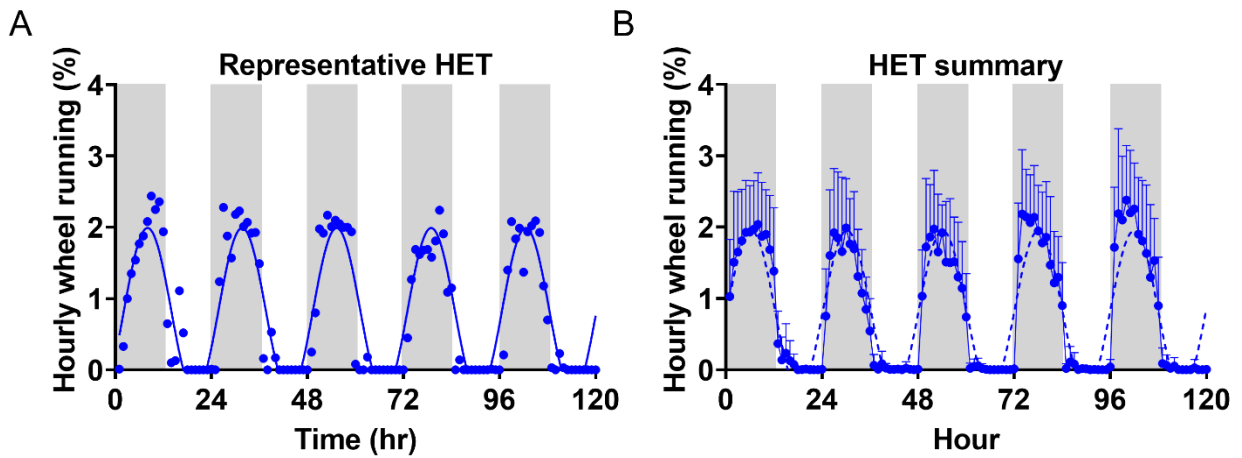 A
Representative HET
Hourly wheel running (%)
4
3
2
1
0
0 24 48 72 96 120
Time (hr)
B
HET summary
Hourly wheel running (%)
4
3
2
1
0
0 24 48 72 96 120
Hour